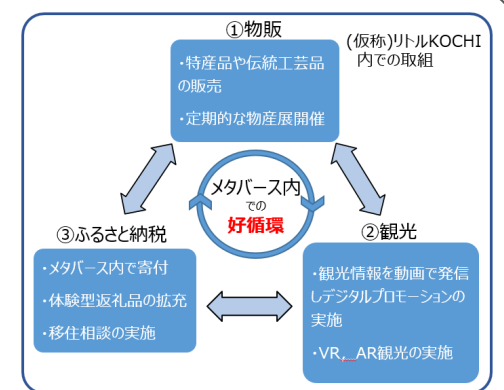 ①物販
(仮称)リトルKOCHI
内での取組
・特産品や伝統工芸品
の販売
・定期的な物産展開催
メタバース内
での
好循環
③ふるさと納税
・メタバース内で寄付
・体験型返礼品の拡充
・移住相談の実施
②観光
・観光情報を動画で発信
しデジタルプロモーションの
実施
・VR、AR観光の実施